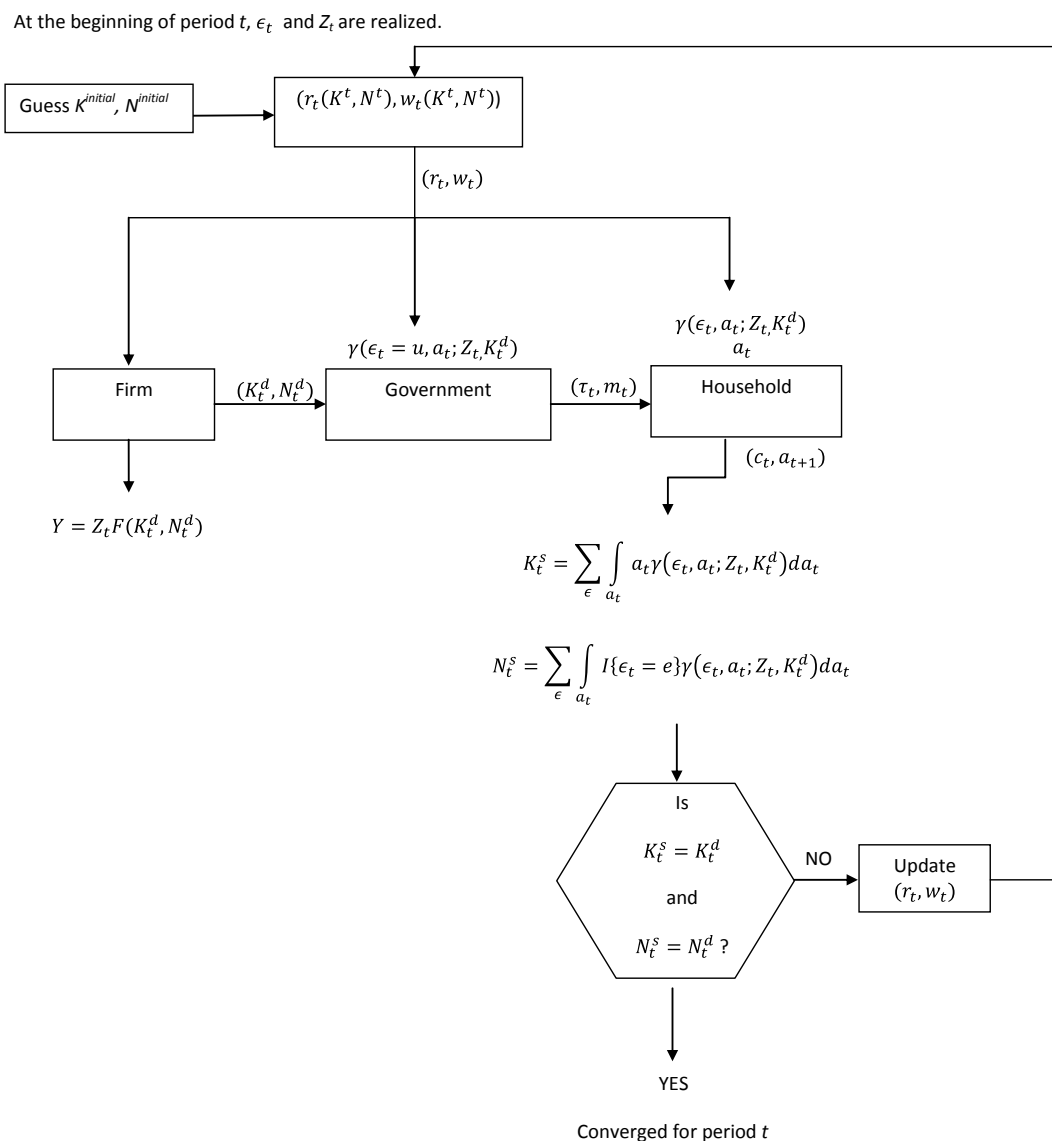 At the beginning of period t, ϵ_t and Z_t are realized.
Guess K^initial, N^initial
(r_t(K^t, N^t), w_t(K^t, N^t))
(r_t, w_t)
γ(ϵ_t, a_t; Z_t, K_t^d)
a_t
γ(ϵ_t = u, a_t; Z_t, K_t^d)
Firm
(K_t^d, N_t^d)
Government
(τ_t, m_t)
Household
(c_t, a_{t+1})
Y = Z_t F(K_t^d, N_t^d)
K_t^s = ∑_ϵ ∫_{a_t} a_t γ(ϵ_t, a_t; Z_t, K_t^d) da_t
N_t^s = ∑_ϵ ∫_{a_t} I{ϵ_t = e} γ(ϵ_t, a_t; Z_t, K_t^d) da_t
Is
K_t^s = K_t^d
and
N_t^s = N_t^d ?
NO
Update
(r_t, w_t)
YES
Converged for period t